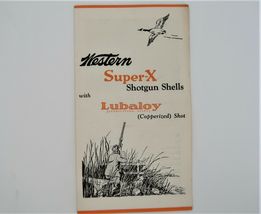 Western
Super-X
Shotgun Shells
with
Lubaloy
(Copperized) Shot